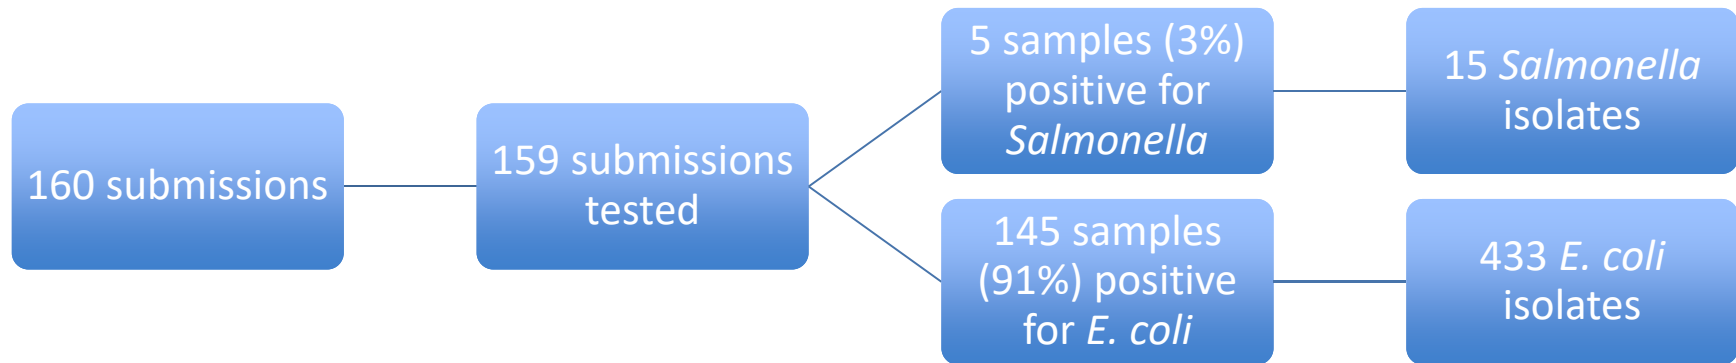 160 submissions
159 submissions
tested
5 samples (3%)
positive for
Salmonella
15 Salmonella
isolates
145 samples
(91%) positive
for E. coli
433 E. coli
isolates